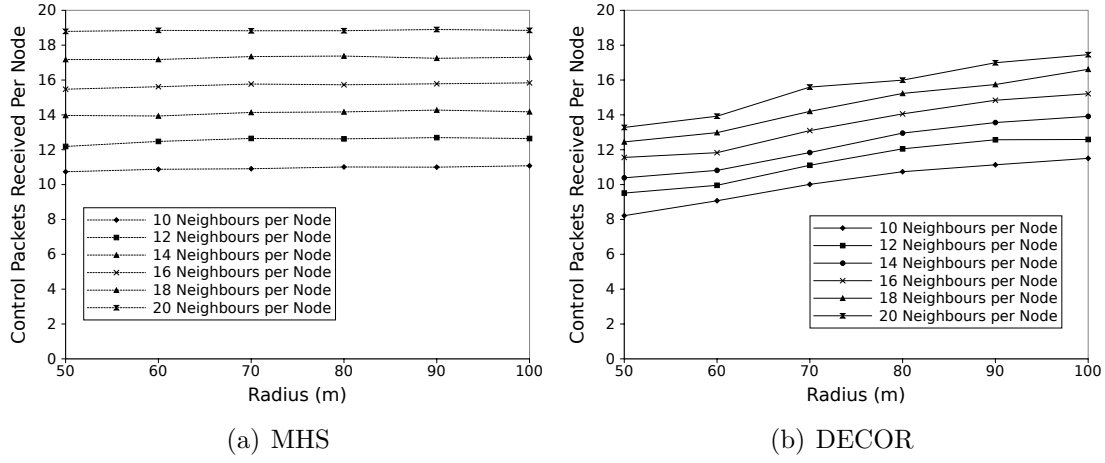 Control Packets Received Per Node
20
18
16
14
12
10
8
6
4
2
0
10 Neighbours per Node
12 Neighbours per Node
14 Neighbours per Node
16 Neighbours per Node
18 Neighbours per Node
20 Neighbours per Node
50 60 70 80 90 100
Radius (m)
(a) MHS
Control Packets Received Per Node
20
18
16
14
12
10
8
6
4
2
0
10 Neighbours per Node
12 Neighbours per Node
14 Neighbours per Node
16 Neighbours per Node
18 Neighbours per Node
20 Neighbours per Node
50 60 70 80 90 100
Radius (m)
(b) DECOR